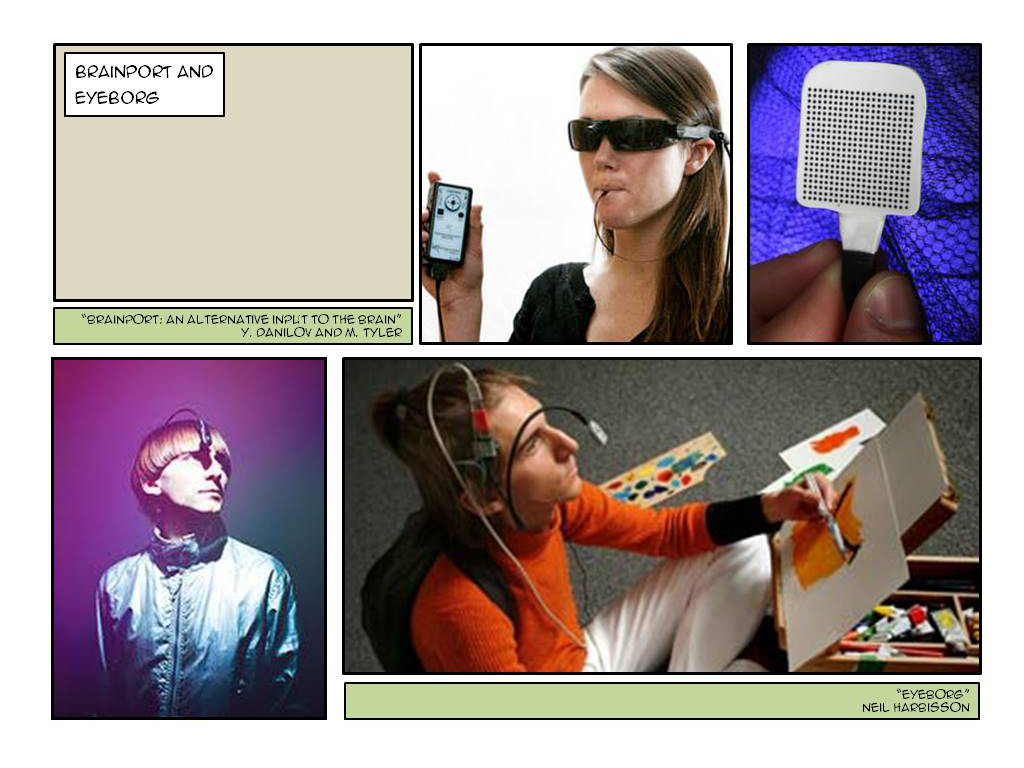 BRAINPORT AND
EYEBORG
"BRAINPORT: AN ALTERNATIVE INPUT TO THE BRAIN"
Y. DANILOV AND M. TYLER
"EYEBORG"
NEIL HARBISSON